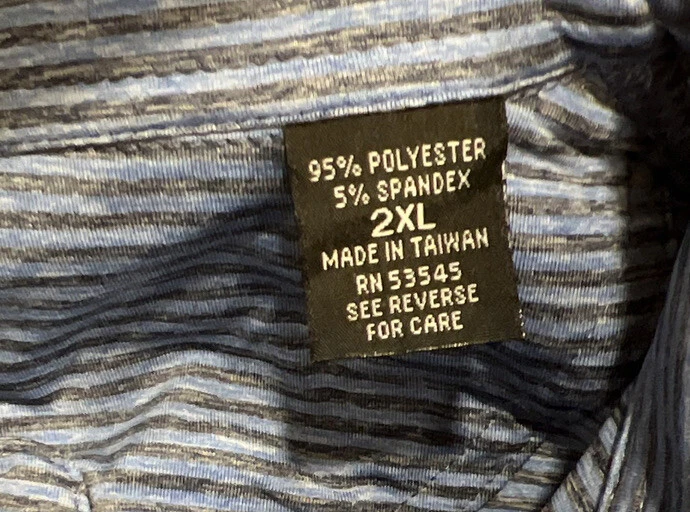 95% POLYESTER
5% SPANDEX
2XL
MADE IN TAIWAN
RN 53545
SEE REVERSE
FOR CARE